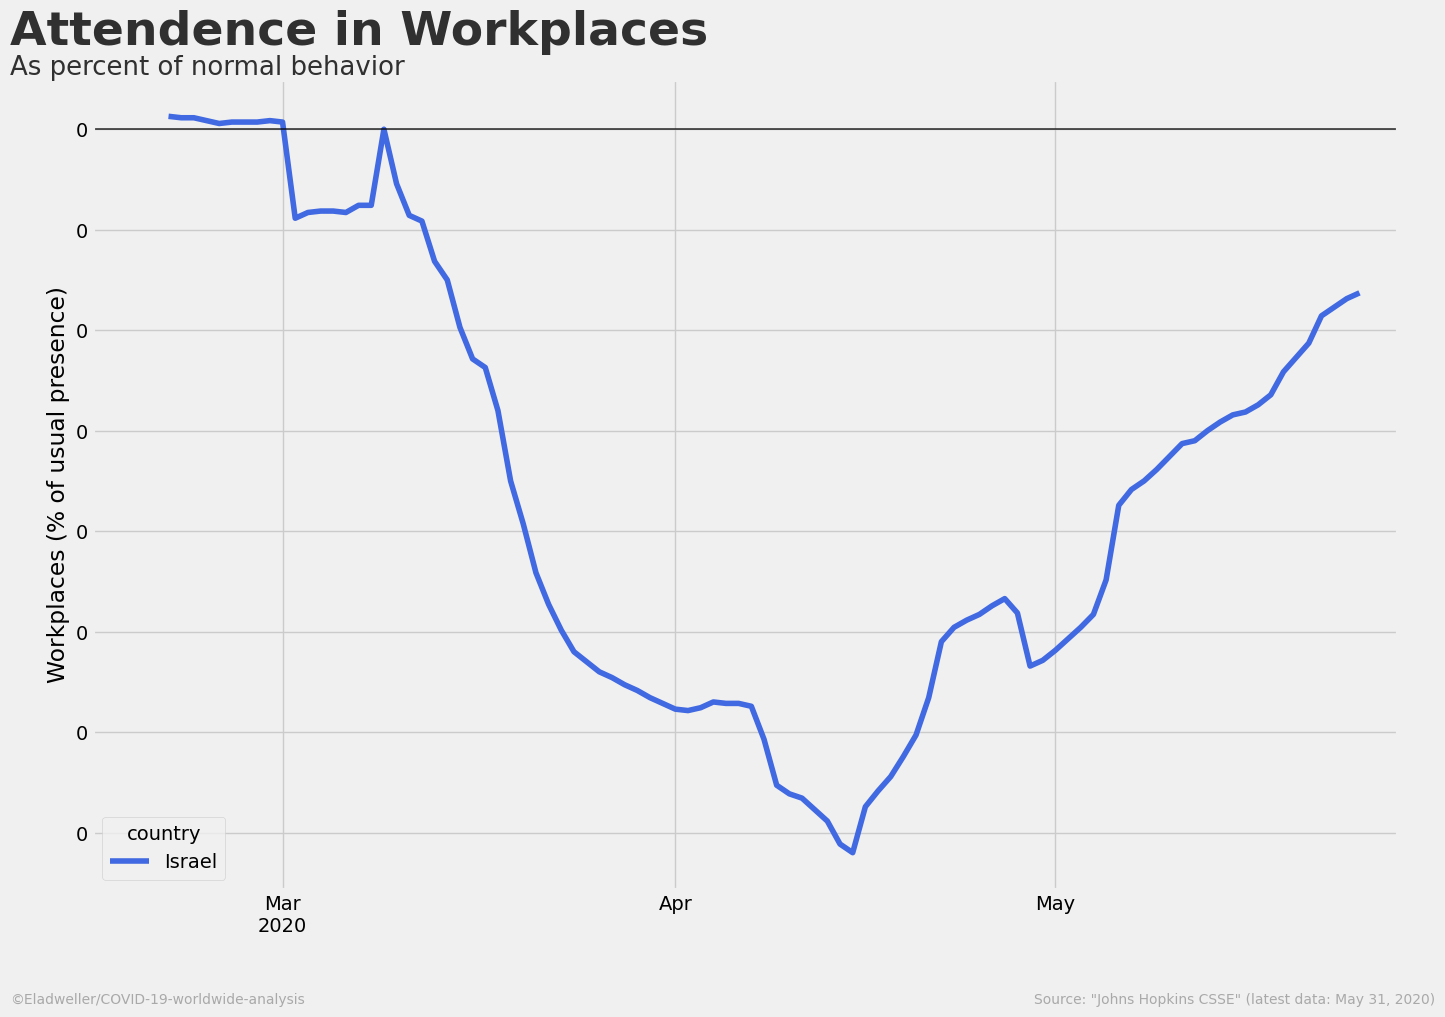 Attendence in Workplaces
As percent of normal behavior
Workplaces (% of usual presence)
0
0
0
0
0
0
0
0
country
Israel
Mar
2020
Apr
May
©Eladweller/COVID-19-worldwide-analysis
Source: "Johns Hopkins CSSE" (latest data: May 31, 2020)